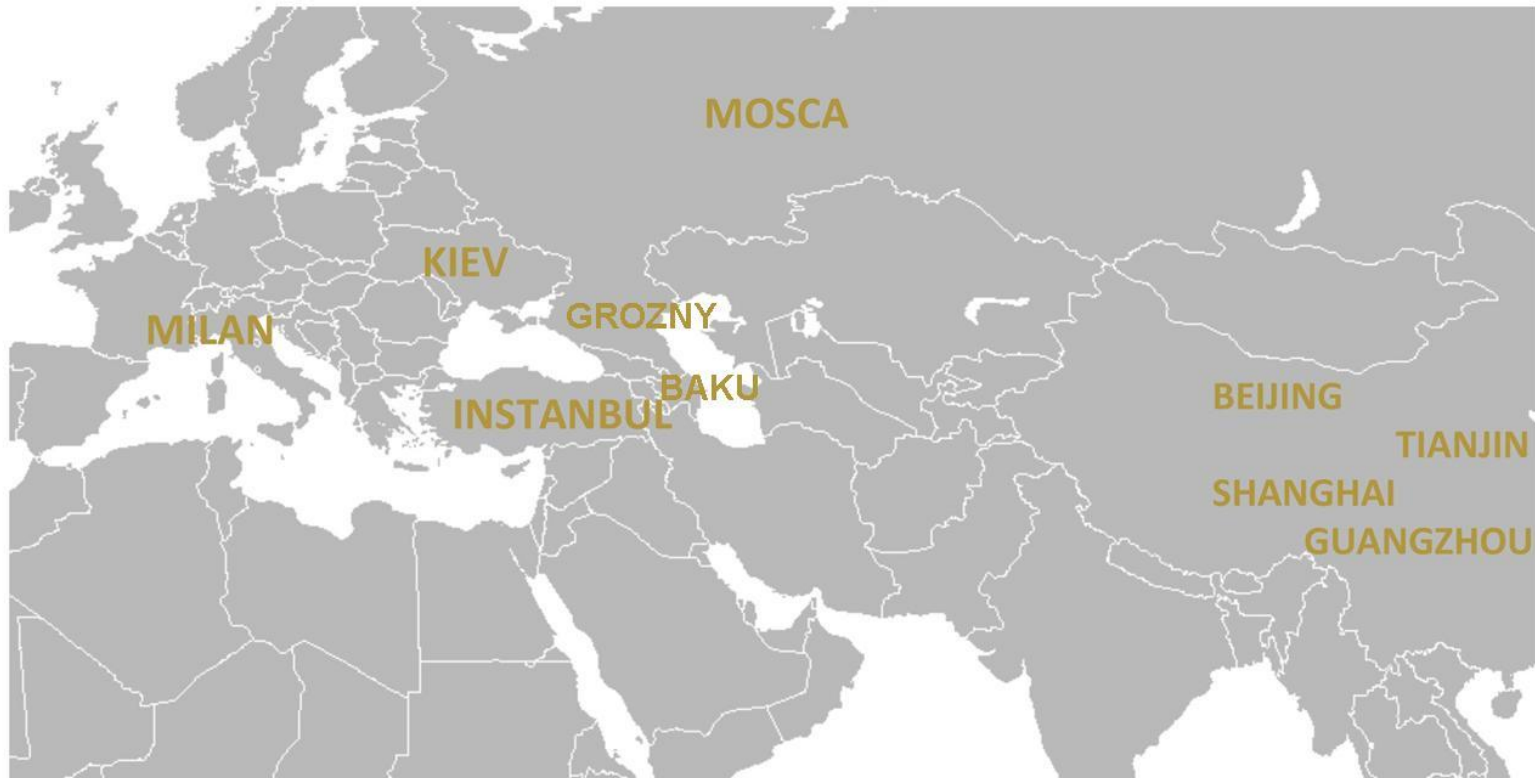 MOSCA
KIEV
GROZNY
MILAN
BAKU
INSTANBUL
BEIJING
TIANJIN
SHANGHAI
GUANGZHOU